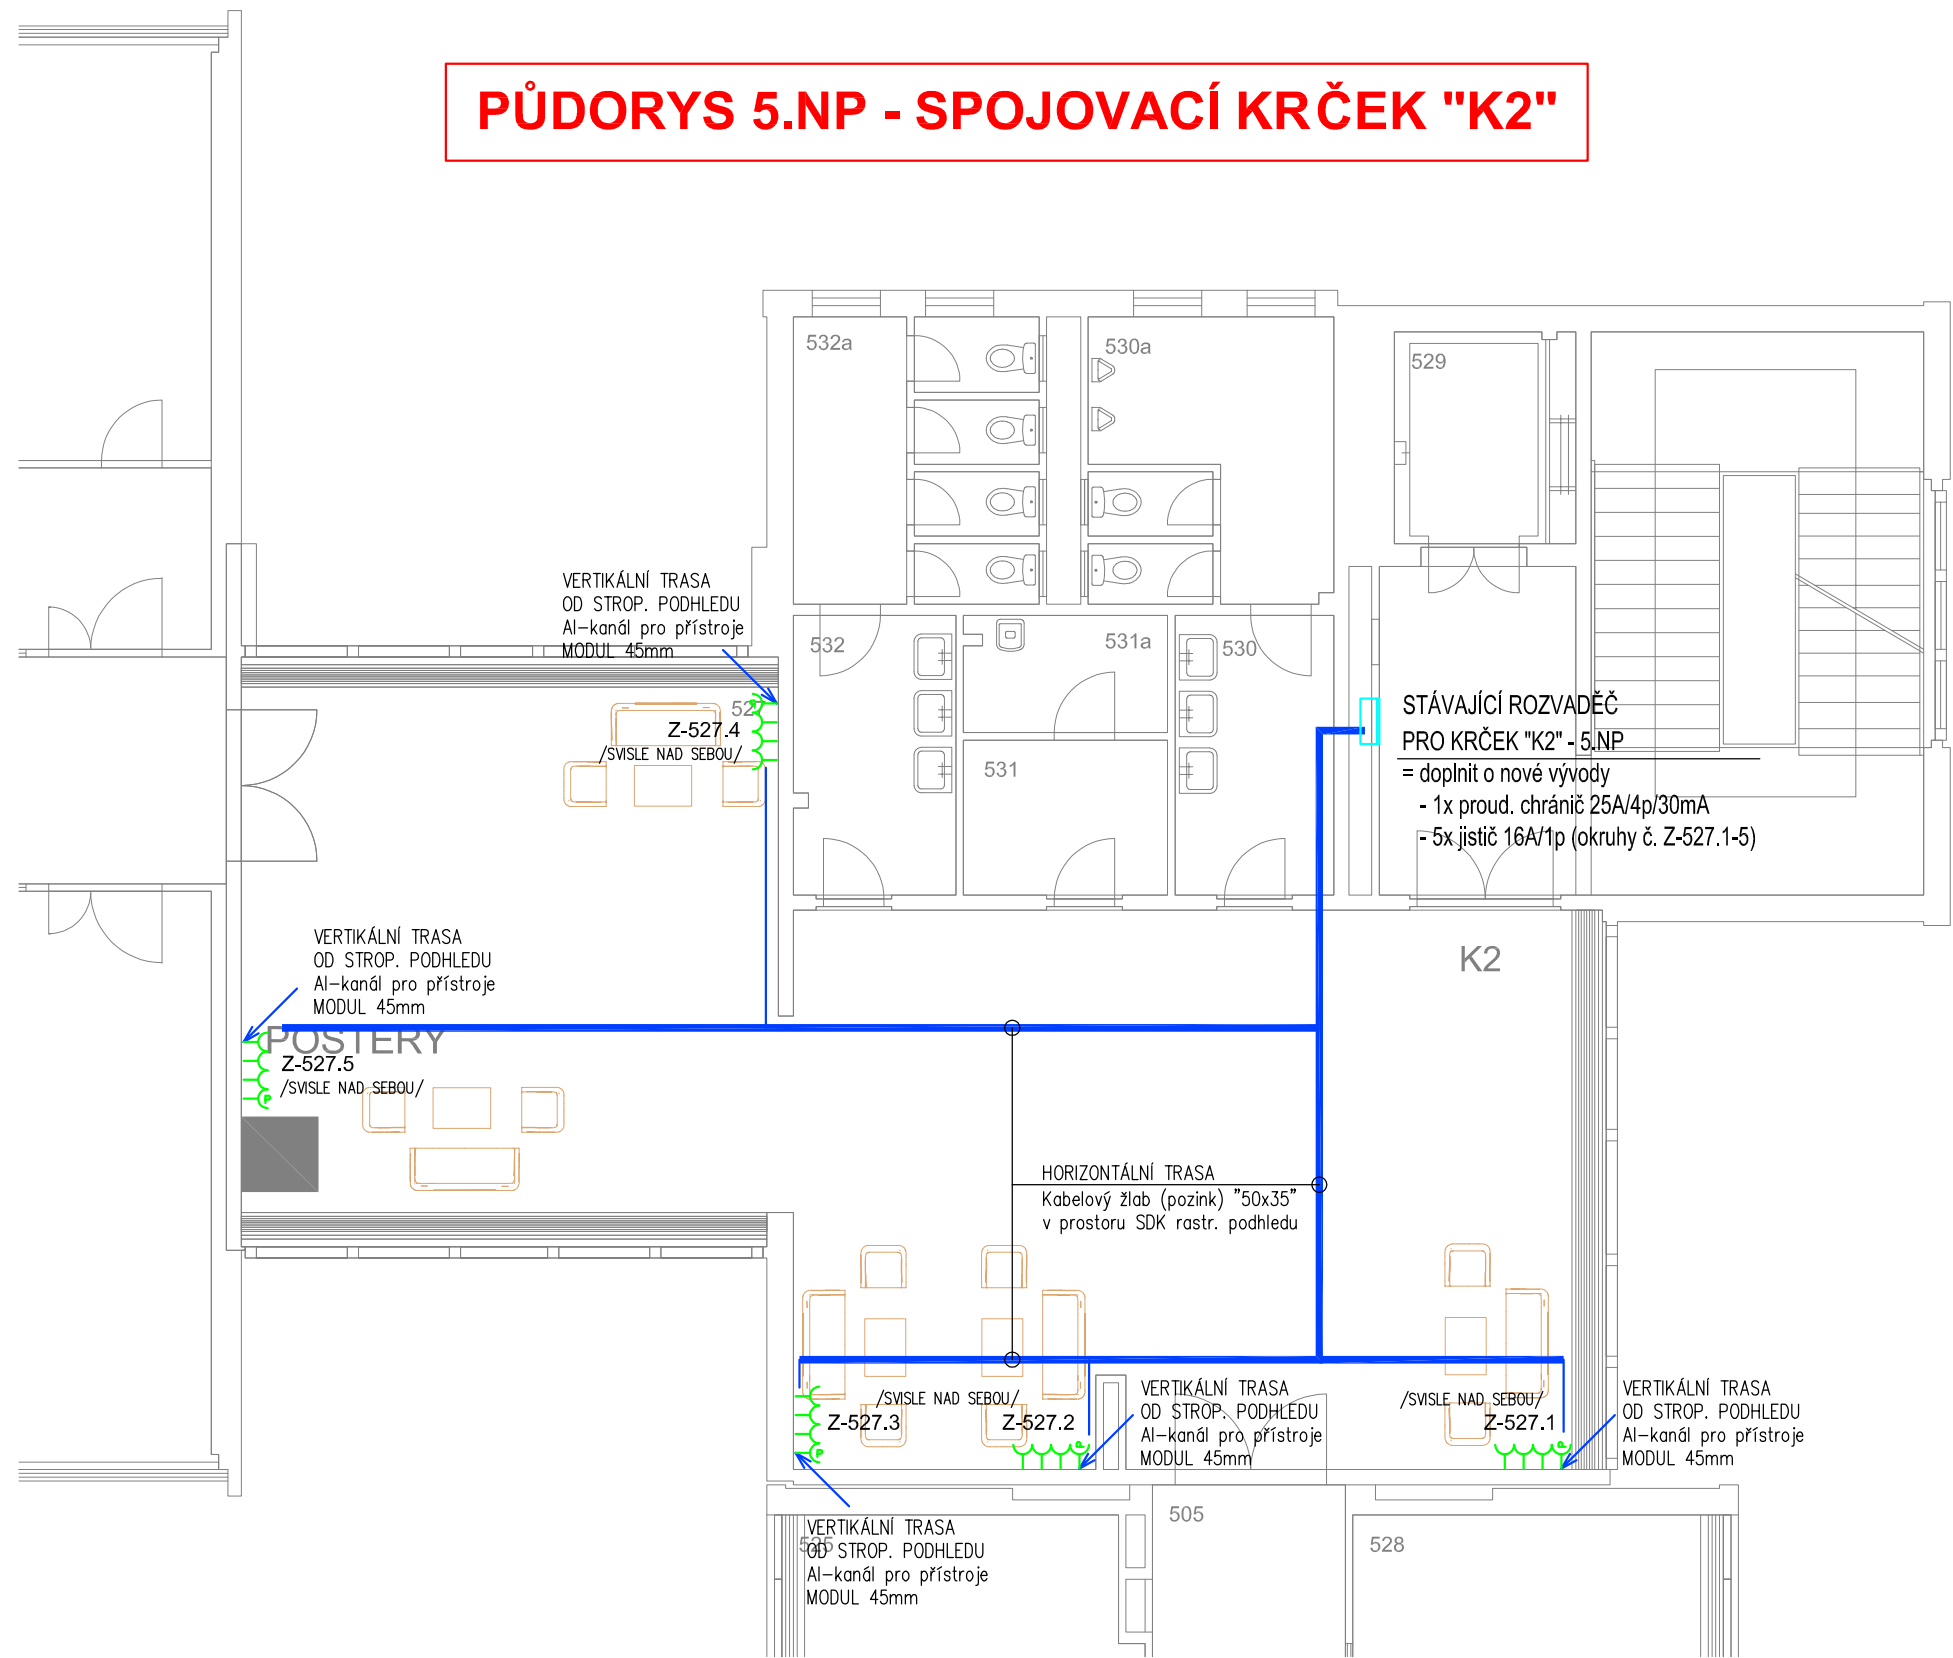 PŮDORYS 5.NP - SPOJOVACÍ KRČEK "K2"
532a
530a
529
VERTIKÁLNÍ TRASA
OD STROP. PODHLEDU
Al-kanál pro přístroje
MODUL 45mm
532
531a
530
527
Z-527.4
/SVISLE NAD SEBOU/
P
531
STÁVAJÍCÍ ROZVADĚČ
PRO KRČEK "K2" - 5.NP
= doplnit o nové vývody
- 1x proud. chránič 25A/4p/30mA
- 5x jistič 16A/1p (okruhy č. Z-527.1-5)
VERTIKÁLNÍ TRASA
OD STROP. PODHLEDU
Al-kanál pro přístroje
MODUL 45mm
K2
POSTERY
Z-527.5
/SVISLE NAD SEBOU/
P
HORIZONTÁLNÍ TRASA
Kabelový žlab (pozink) "50x35"
v prostoru SDK rastr. podhledu
/SVISLE NAD SEBOU/
Z-527.3
P
Z-527.2
P
VERTIKÁLNÍ TRASA
OD STROP. PODHLEDU
Al-kanál pro přístroje
MODUL 45mm
/SVISLE NAD SEBOU/
Z-527.1
P
VERTIKÁLNÍ TRASA
OD STROP. PODHLEDU
Al-kanál pro přístroje
MODUL 45mm
VERTIKÁLNÍ TRASA
OD STROP. PODHLEDU
Al-kanál pro přístroje
MODUL 45mm
525
505
528